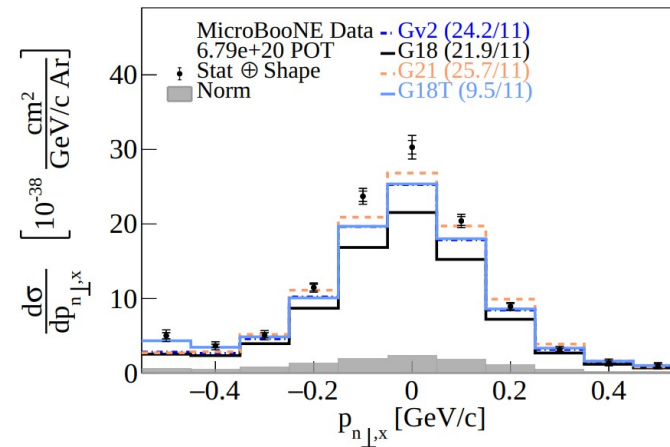 MicroBooNE Data
6.79e+20 POT
Stat ⊕ Shape
Norm
Gv2 (24.2/11)
G18 (21.9/11)
G21 (25.7/11)
G18T (9.5/11)
dσ/dp_{n⊥,x} [10^{-38} cm²/(GeV/c Ar)]
40
30
20
10
0
−0.4 −0.2 0 0.2 0.4
p_{n⊥,x} [GeV/c]